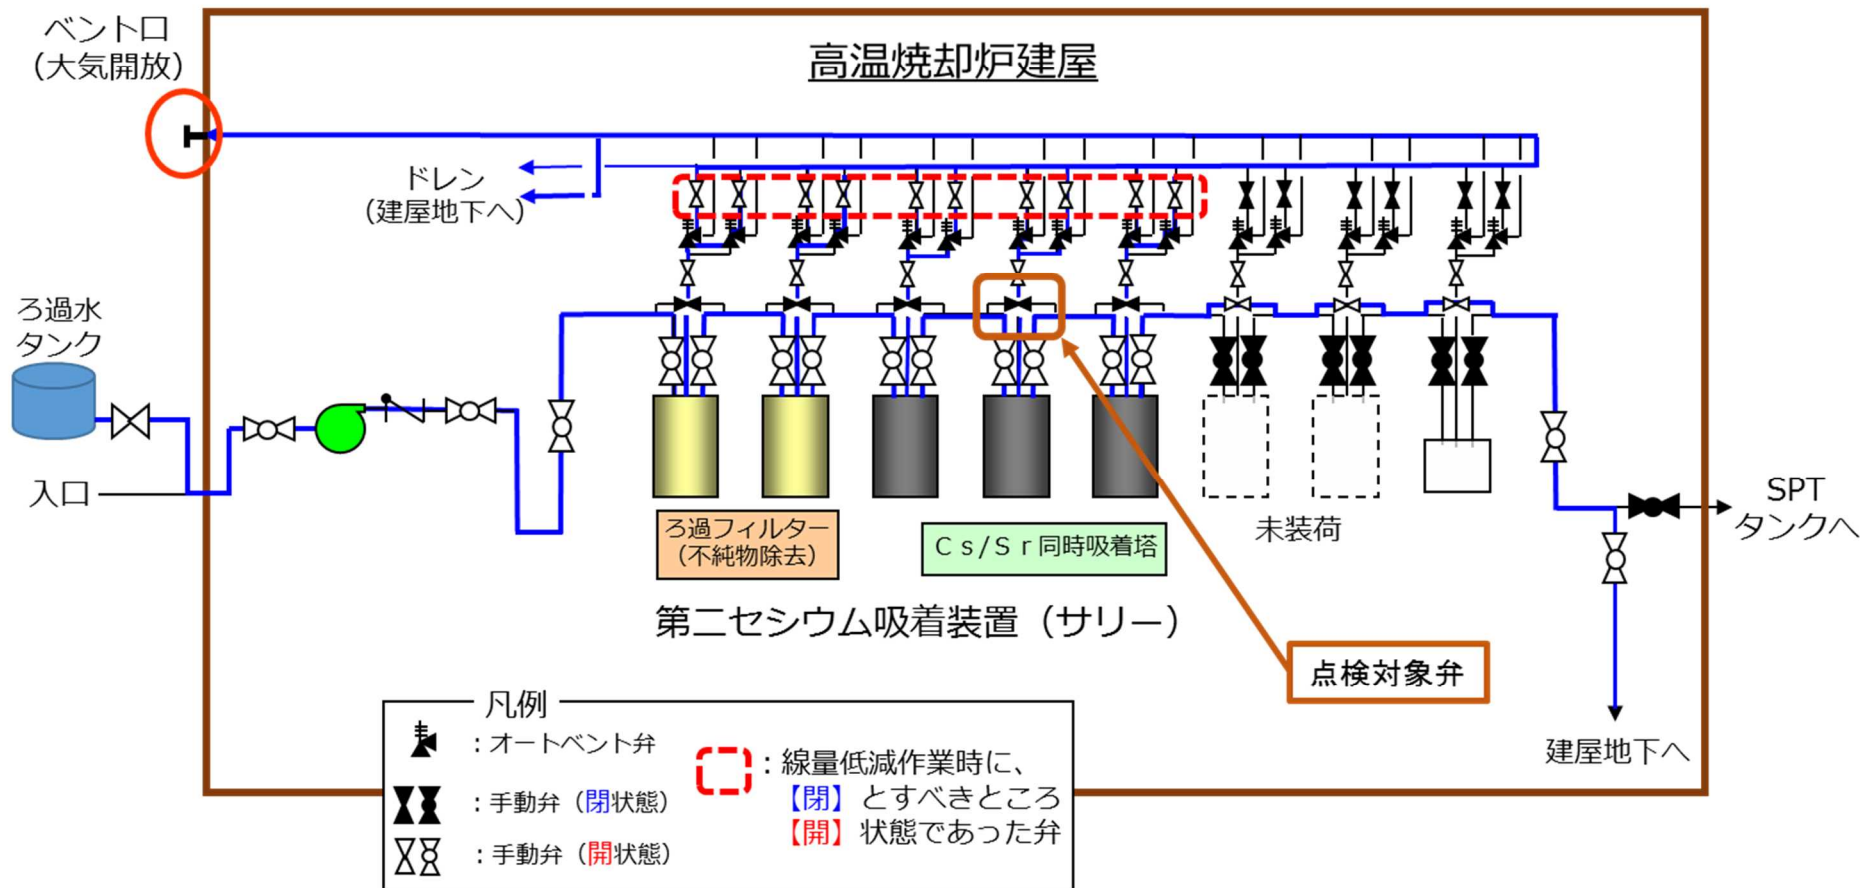 ベント口
（大気開放）
高温焼却炉建屋
ドレン
（建屋地下へ）
ろ過水
タンク
入口
ろ過フィルター
（不純物除去）
Ｃｓ/Ｓｒ同時吸着塔
未装荷
SPT
タンクへ
第二セシウム吸着装置（サリー）
点検対象弁
建屋地下へ
凡例
：オートベント弁
：手動弁（閉状態）
：手動弁（開状態）
：線量低減作業時に、
【閉】とすべきところ
【開】状態であった弁